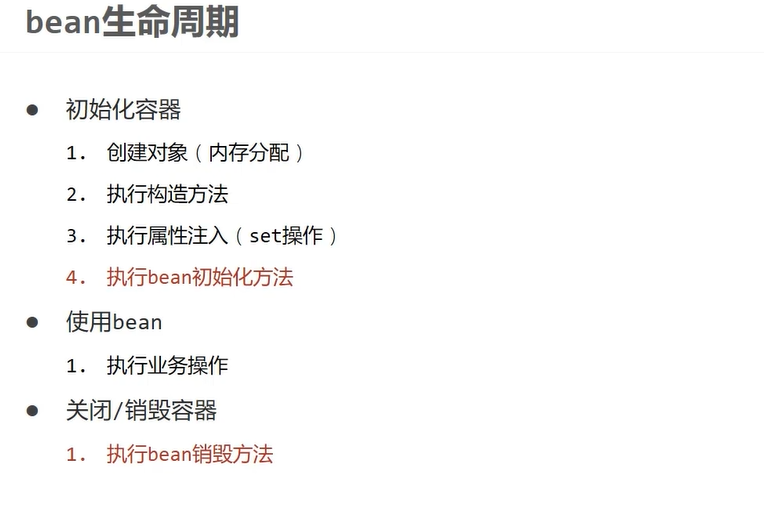 bean生命周期
● 初始化容器
1. 创建对象（内存分配）
2. 执行构造方法
3. 执行属性注入（set操作）
4. 执行bean初始化方法
● 使用bean
1. 执行业务操作
● 关闭/销毁容器
1. 执行bean销毁方法